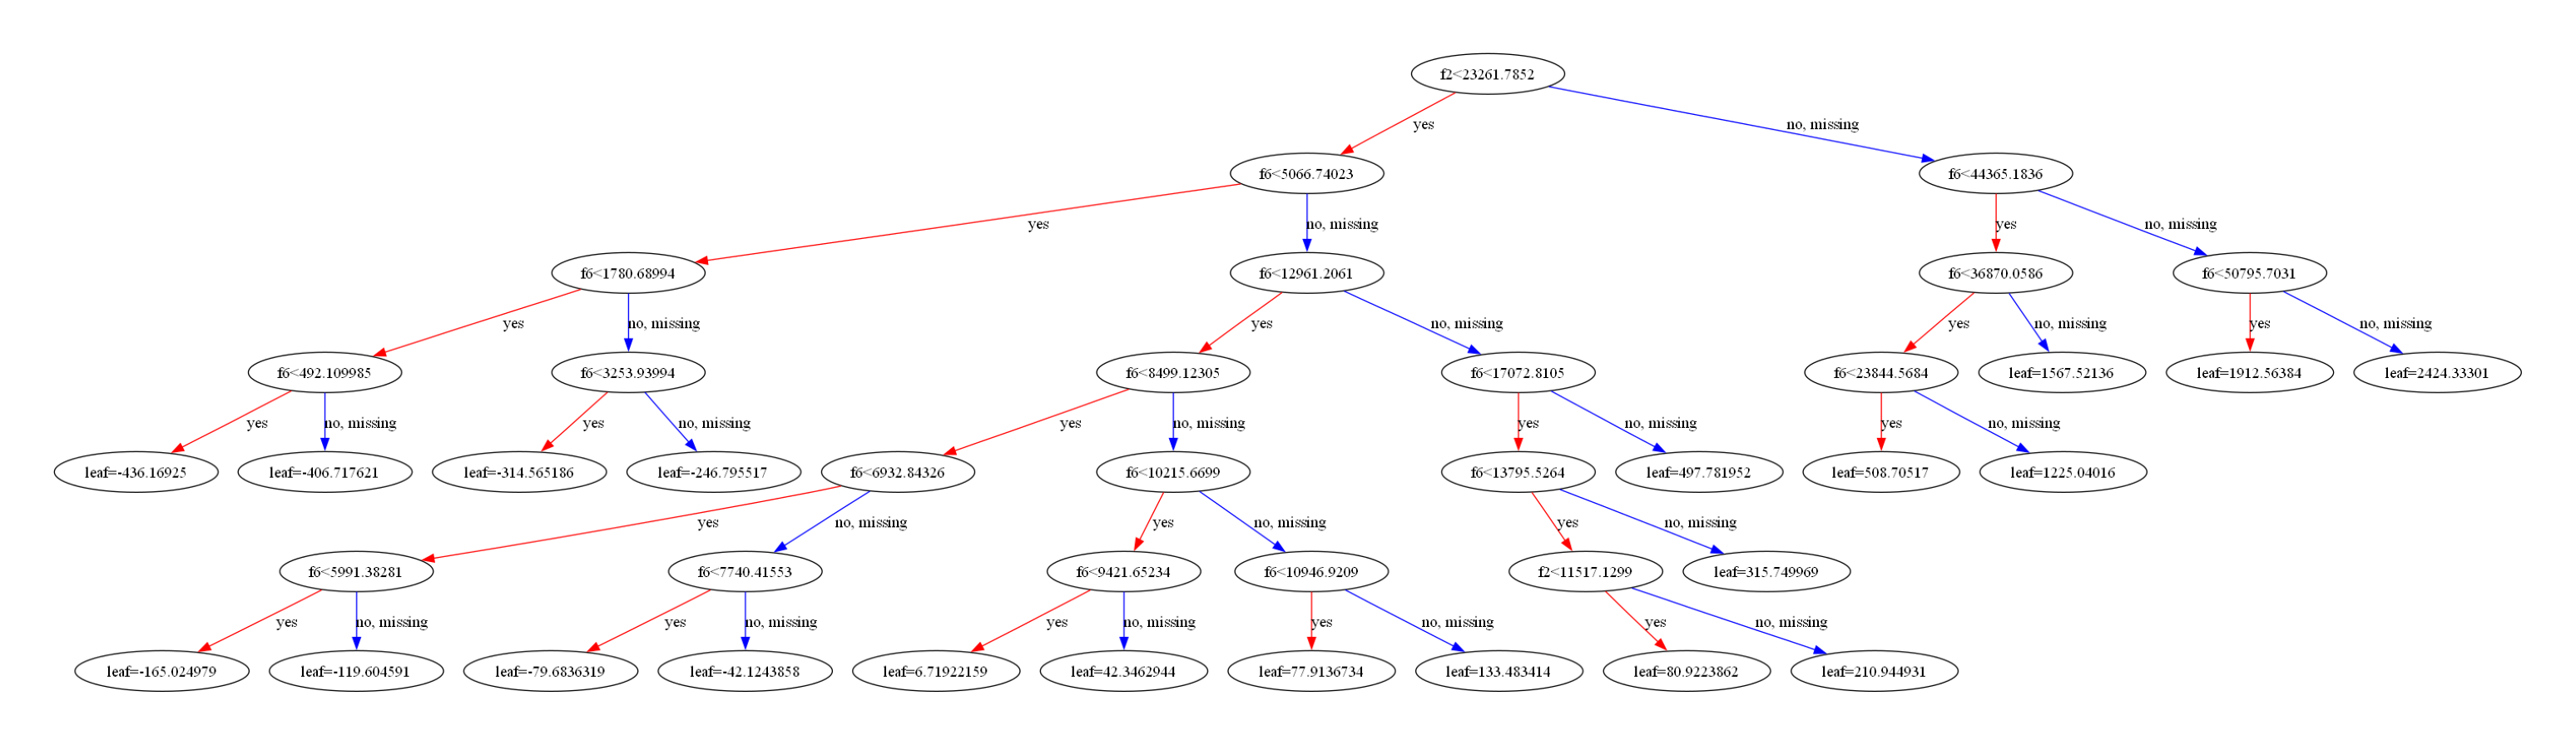 f2<23261.7852
yes
no, missing
f6<5066.74023
f6<44365.1836
yes
no, missing
yes
no, missing
f6<1780.68994
f6<12961.2061
f6<36870.0586
f6<50795.7031
yes
no, missing
yes
no, missing
yes
no, missing
yes
no, missing
f6<492.109985
f6<3253.93994
f6<8499.12305
f6<17072.8105
f6<23844.5684
leaf=1567.52136
leaf=1912.56384
leaf=2424.33301
yes
no, missing
yes
no, missing
yes
no, missing
yes
no, missing
yes
no, missing
leaf=-436.16925
leaf=-406.717621
leaf=-314.565186
leaf=-246.795517
f6<6932.84326
f6<10215.6699
f6<13795.5264
leaf=497.781952
leaf=508.70517
leaf=1225.04016
yes
no, missing
yes
no, missing
yes
no, missing
f6<5991.38281
f6<7740.41553
f6<9421.65234
f6<10946.9209
f2<11517.1299
leaf=315.749969
yes
no, missing
yes
no, missing
yes
no, missing
yes
no, missing
yes
no, missing
leaf=-165.024979
leaf=-119.604591
leaf=-79.6836319
leaf=-42.1243858
leaf=6.71922159
leaf=42.3462944
leaf=77.9136734
leaf=133.483414
leaf=80.9223862
leaf=210.944931